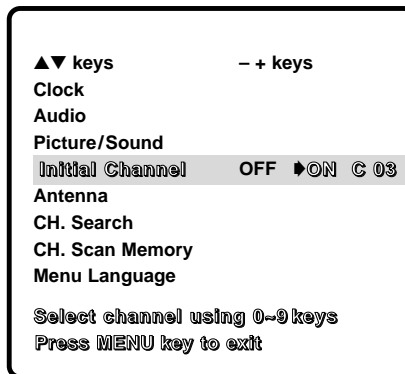 ▲▼ keys – + keys
Clock
Audio
Picture/Sound
Initial Channel OFF ➧ON C 03
Antenna
CH. Search
CH. Scan Memory
Menu Language
Select channel using 0~9 keys
Press MENU key to exit